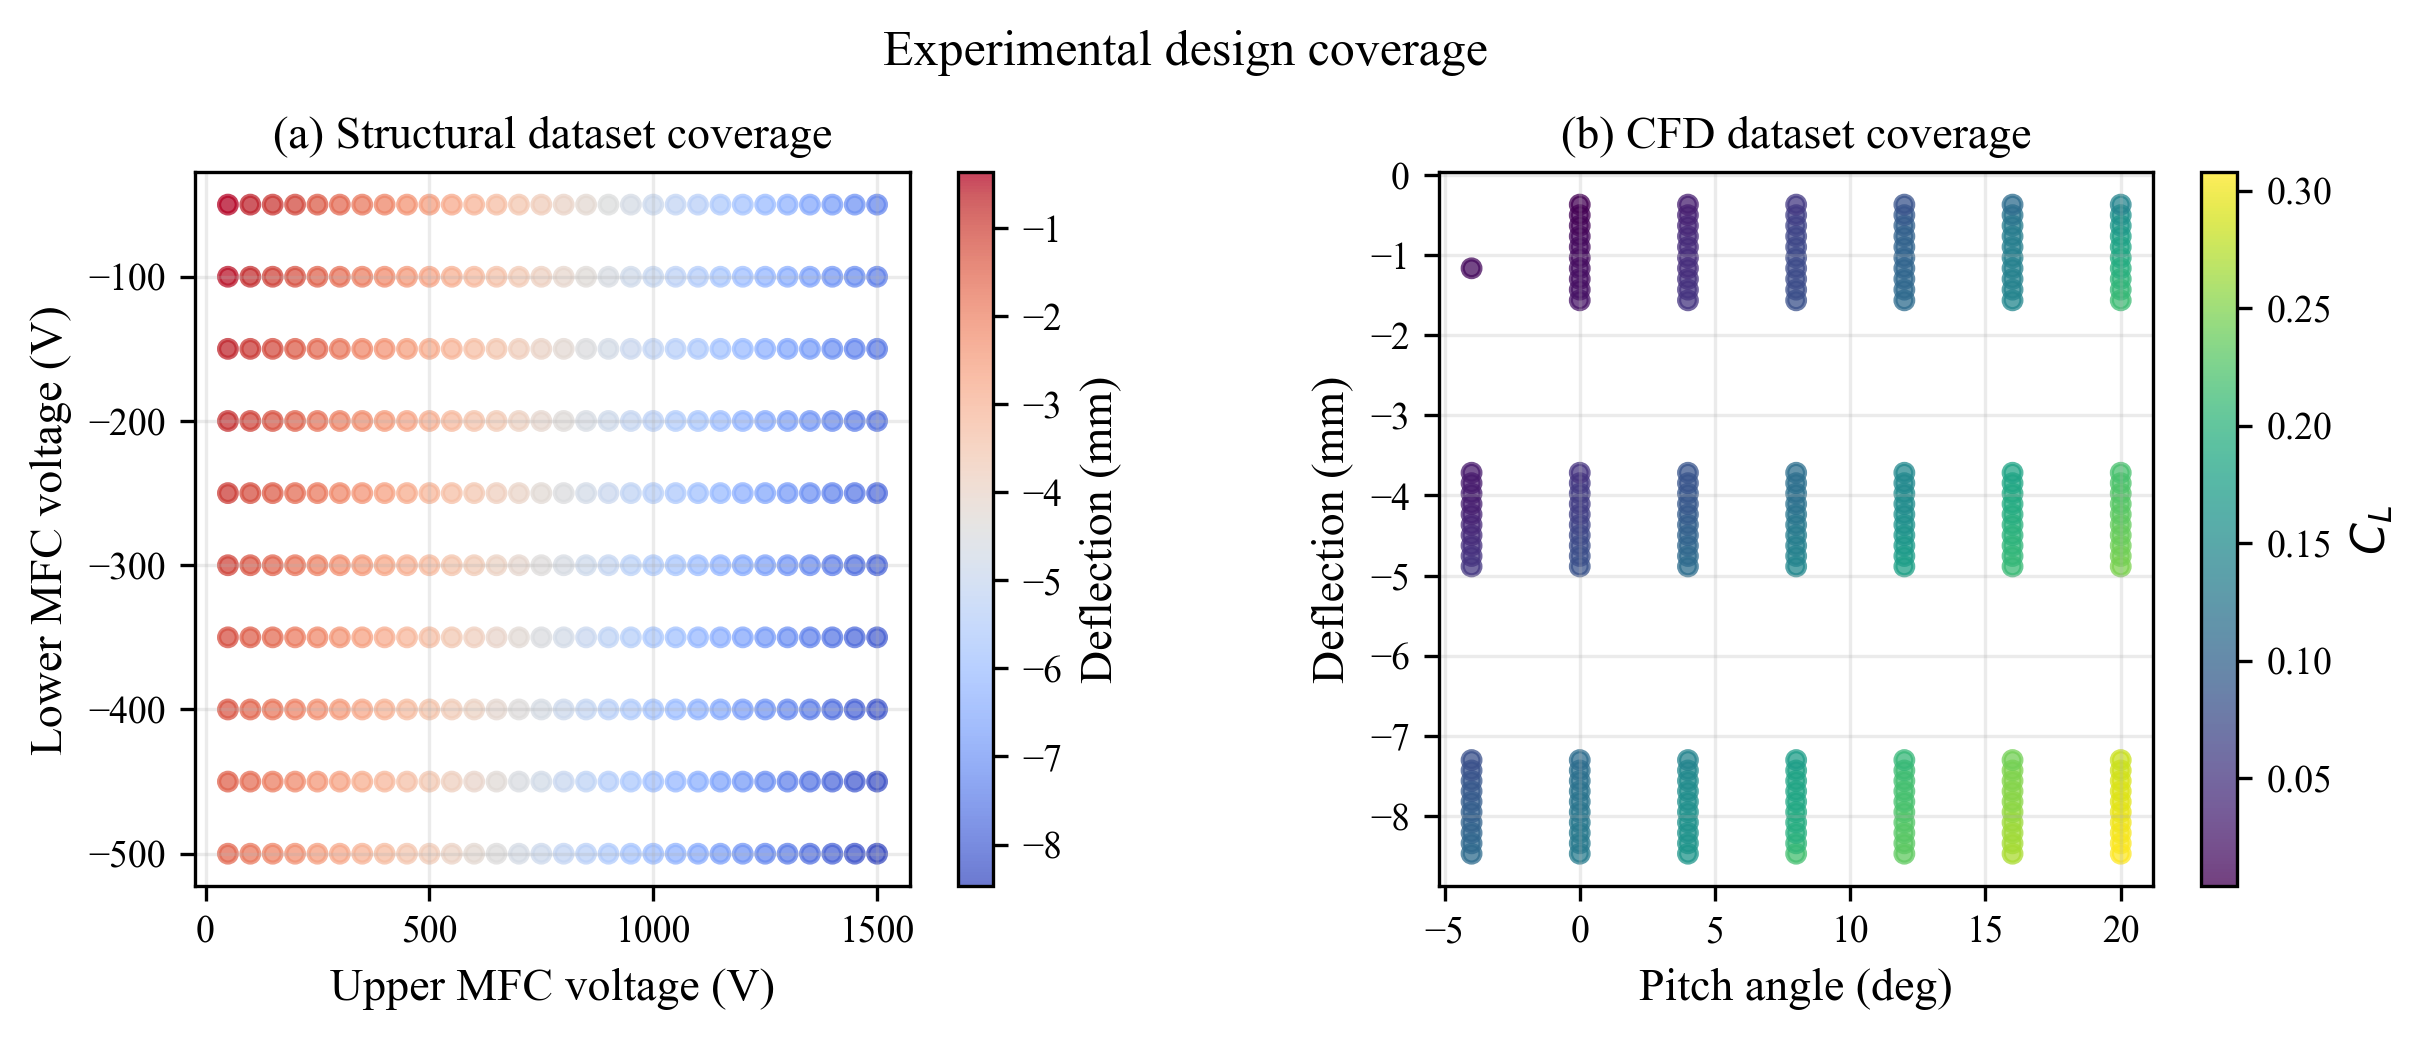 Experimental design coverage
(a) Structural dataset coverage
Lower MFC voltage (V)
−100
−200
−300
−400
−500
0 500 1000 1500
Upper MFC voltage (V)
−1
−2
−3
−4
−5
−6
−7
−8
Deflection (mm)
(b) CFD dataset coverage
Deflection (mm)
0
−1
−2
−3
−4
−5
−6
−7
−8
−5 0 5 10 15 20
Pitch angle (deg)
0.30
0.25
0.20
0.15
0.10
0.05
C_L